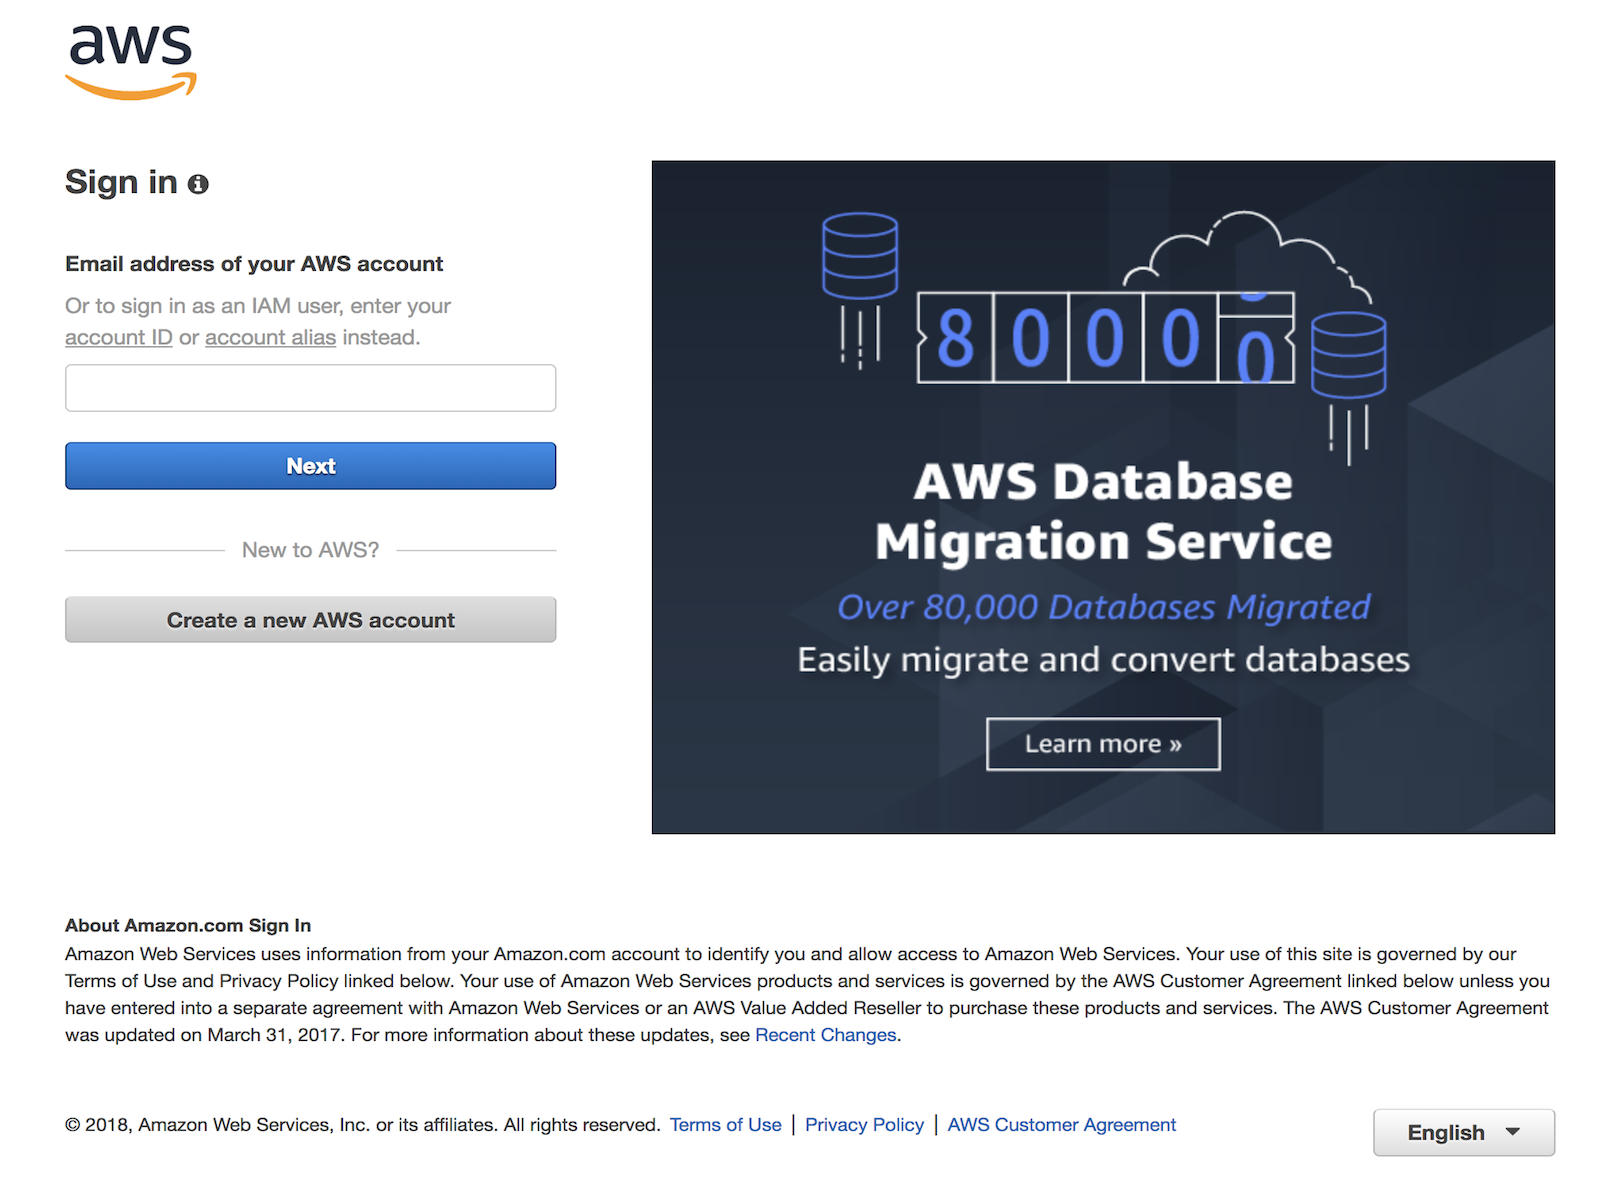 aws
Sign in
Email address of your AWS account
Or to sign in as an IAM user, enter your
account ID or account alias instead.
Next
New to AWS?
Create a new AWS account
8 0 0 0 0
AWS Database
Migration Service
Over 80,000 Databases Migrated
Easily migrate and convert databases
Learn more »
About Amazon.com Sign In
Amazon Web Services uses information from your Amazon.com account to identify you and allow access to Amazon Web Services. Your use of this site is governed by our
Terms of Use and Privacy Policy linked below. Your use of Amazon Web Services products and services is governed by the AWS Customer Agreement linked below unless you
have entered into a separate agreement with Amazon Web Services or an AWS Value Added Reseller to purchase these products and services. The AWS Customer Agreement
was updated on March 31, 2017. For more information about these updates, see Recent Changes.
© 2018, Amazon Web Services, Inc. or its affiliates. All rights reserved. Terms of Use | Privacy Policy | AWS Customer Agreement
English